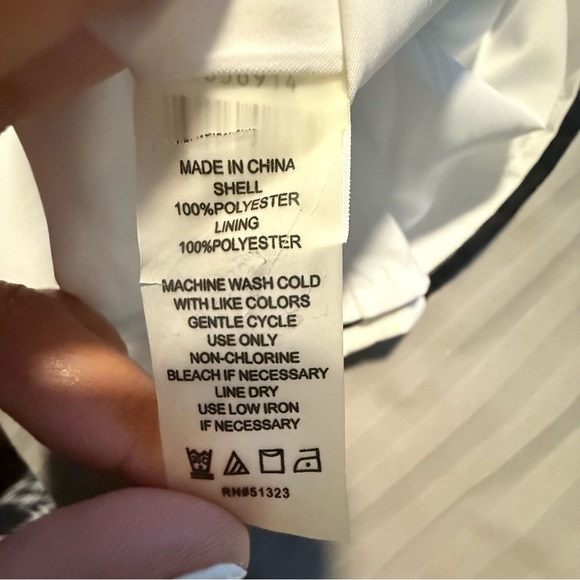 MADE IN CHINA
SHELL
100%POLYESTER
LINING
100%POLYESTER
MACHINE WASH COLD
WITH LIKE COLORS
GENTLE CYCLE
USE ONLY
NON-CHLORINE
BLEACH IF NECESSARY
LINE DRY
USE LOW IRON
IF NECESSARY
RN#51323